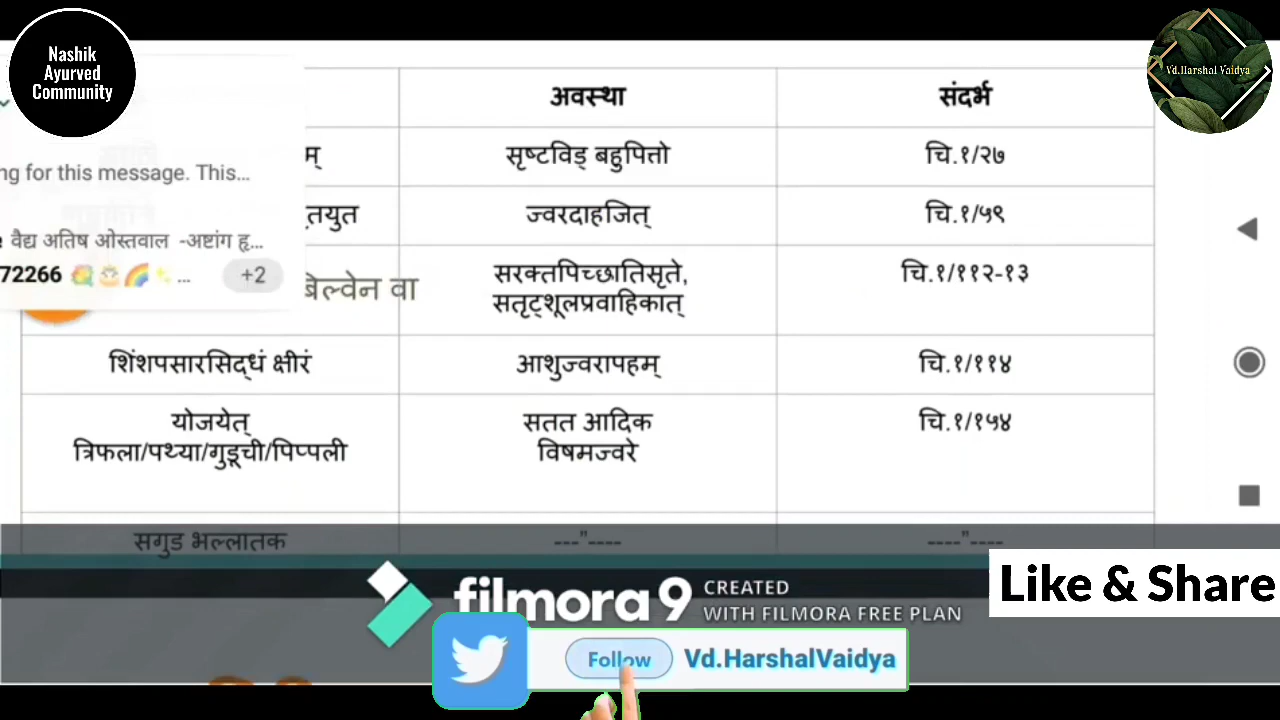 Nashik
Ayurved
Community
Vd.Harshal Vaidya
अवस्था संदर्भ
सृष्टविड् बहुपित्तो चि.१/२७
ng for this message. This...
तयुत ज्वरदाहजित् चि.१/५९
वैद्य अतिष ओस्तवाल -अष्टांग हृ...
72266 ... +2
बिल्वेन वा सरक्तपिच्छातिसृते, चि.१/११२-१३
सतृट्शूलप्रवाहिकात्
शिंशपसारसिद्धं क्षीरं आशुज्वरापहम् चि.१/११४
योजयेत् सतत आदिक चि.१/१५४
त्रिफला/पथ्या/गुडूची/पिप्पली विषमज्वरे
सगुड भल्लातक ---”---- ----”----
filmora 9 CREATED
WITH FILMORA FREE PLAN
Like & Share
Follow Vd.HarshalVaidya